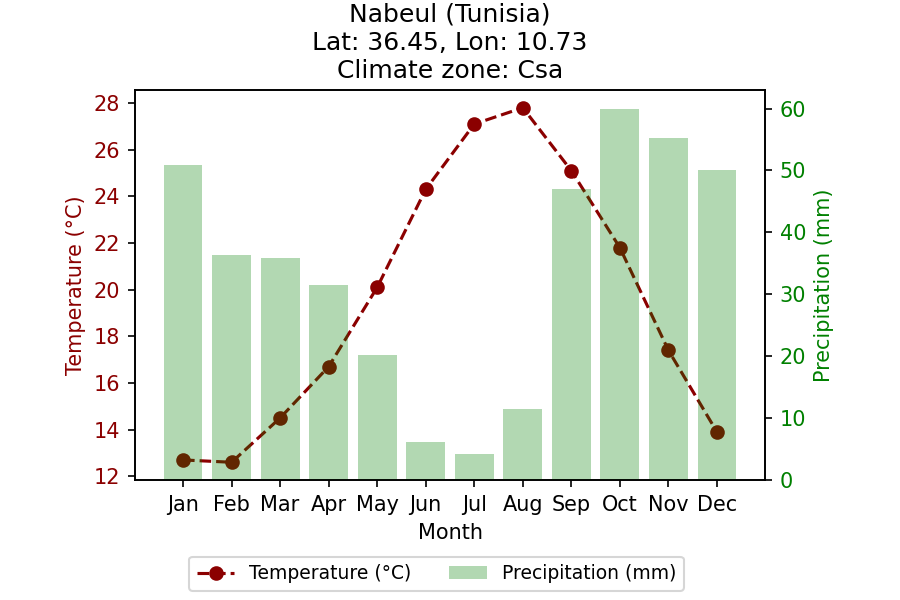 Nabeul (Tunisia)
Lat: 36.45, Lon: 10.73
Climate zone: Csa
28
26
24
22
20
18
16
14
12
Temperature (°C)
60
50
40
30
20
10
0
Precipitation (mm)
Jan Feb Mar Apr May Jun Jul Aug Sep Oct Nov Dec
Month
Temperature (°C) Precipitation (mm)